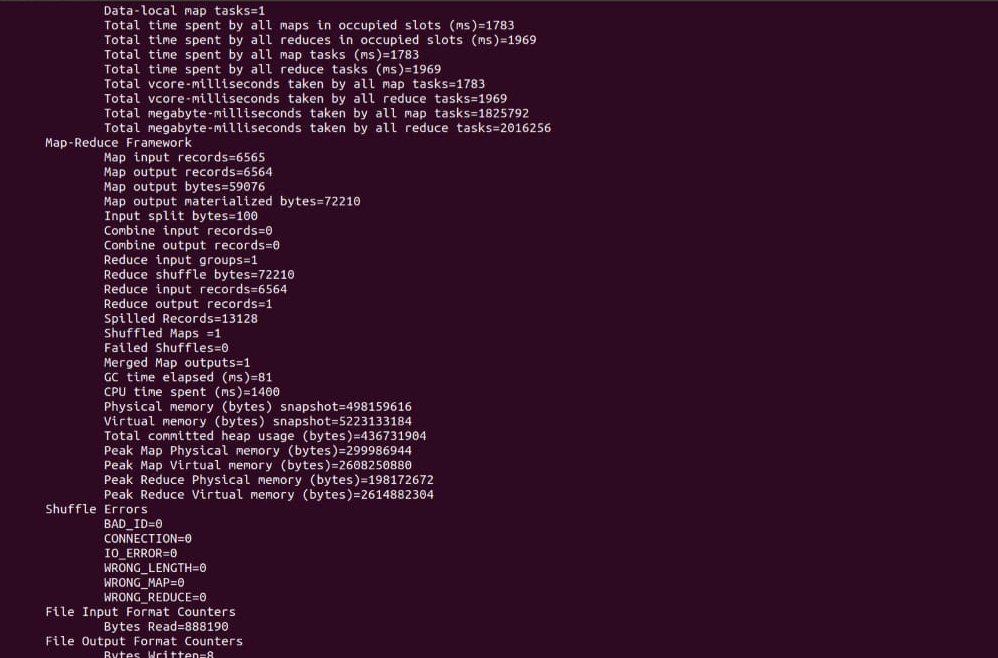 Data-local map tasks=1
Total time spent by all maps in occupied slots (ms)=1783
Total time spent by all reduces in occupied slots (ms)=1969
Total time spent by all map tasks (ms)=1783
Total time spent by all reduce tasks (ms)=1969
Total vcore-milliseconds taken by all map tasks=1783
Total vcore-milliseconds taken by all reduce tasks=1969
Total megabyte-milliseconds taken by all map tasks=1825792
Total megabyte-milliseconds taken by all reduce tasks=2016256
Map-Reduce Framework
Map input records=6565
Map output records=6564
Map output bytes=59076
Map output materialized bytes=72210
Input split bytes=100
Combine input records=0
Combine output records=0
Reduce input groups=1
Reduce shuffle bytes=72210
Reduce input records=6564
Reduce output records=1
Spilled Records=13128
Shuffled Maps =1
Failed Shuffles=0
Merged Map outputs=1
GC time elapsed (ms)=81
CPU time spent (ms)=1400
Physical memory (bytes) snapshot=498159616
Virtual memory (bytes) snapshot=5223133184
Total committed heap usage (bytes)=436731904
Peak Map Physical memory (bytes)=299986944
Peak Map Virtual memory (bytes)=2608250880
Peak Reduce Physical memory (bytes)=198172672
Peak Reduce Virtual memory (bytes)=2614882304
Shuffle Errors
BAD_ID=0
CONNECTION=0
IO_ERROR=0
WRONG_LENGTH=0
WRONG_MAP=0
WRONG_REDUCE=0
File Input Format Counters
Bytes Read=888190
File Output Format Counters
Bytes Written=8